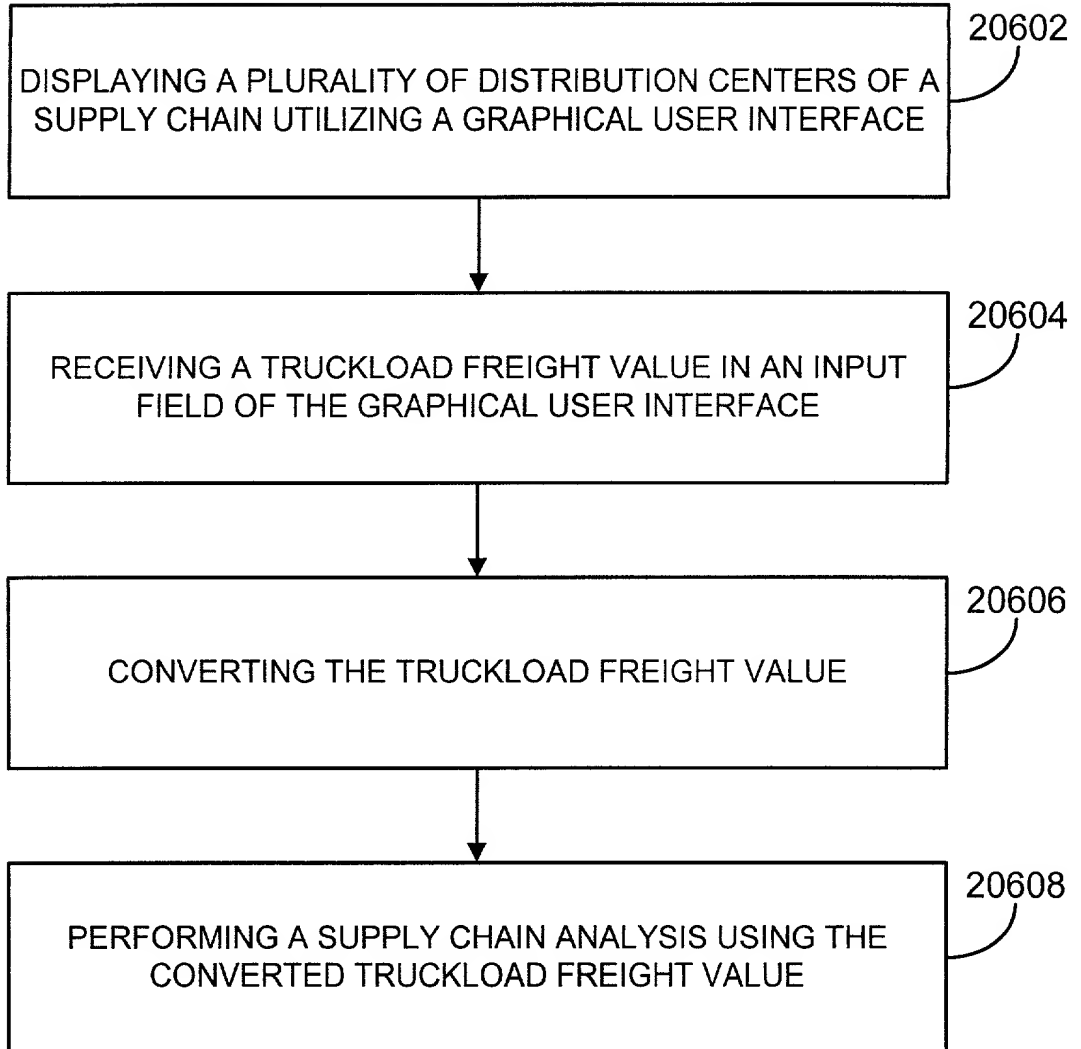 20602
DISPLAYING A PLURALITY OF DISTRIBUTION CENTERS OF A
SUPPLY CHAIN UTILIZING A GRAPHICAL USER INTERFACE
20604
RECEIVING A TRUCKLOAD FREIGHT VALUE IN AN INPUT
FIELD OF THE GRAPHICAL USER INTERFACE
20606
CONVERTING THE TRUCKLOAD FREIGHT VALUE
20608
PERFORMING A SUPPLY CHAIN ANALYSIS USING THE
CONVERTED TRUCKLOAD FREIGHT VALUE